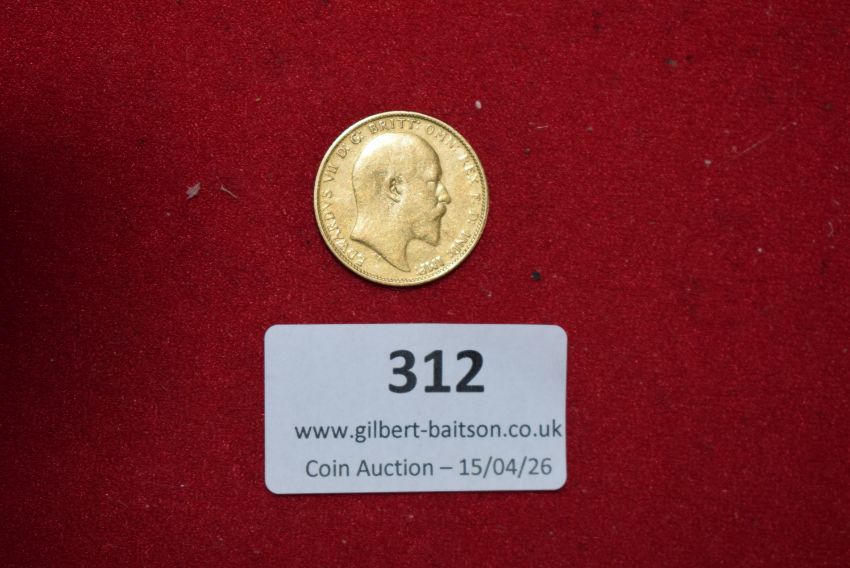 EDWARDVS VII D: G: BRITT: OMN: REX F: D: IND: IMP:
312
www.gilbert-baitson.co.uk
Coin Auction – 15/04/26